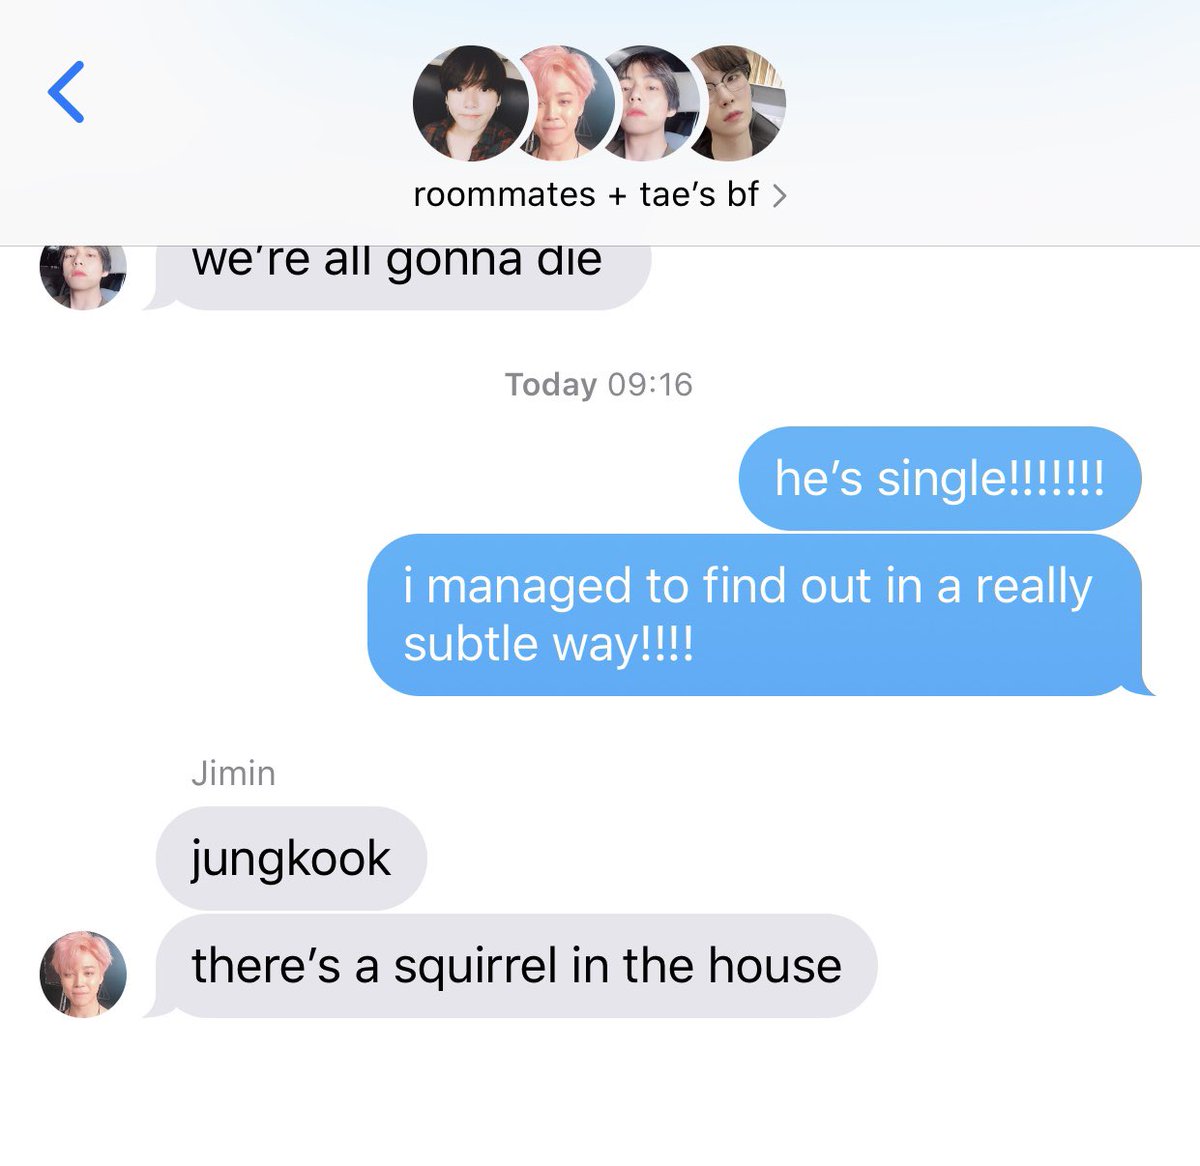 roommates + tae’s bf
we’re all gonna die
Today 09:16
he’s single!!!!!!!
i managed to find out in a really
subtle way!!!!
Jimin
jungkook
there’s a squirrel in the house